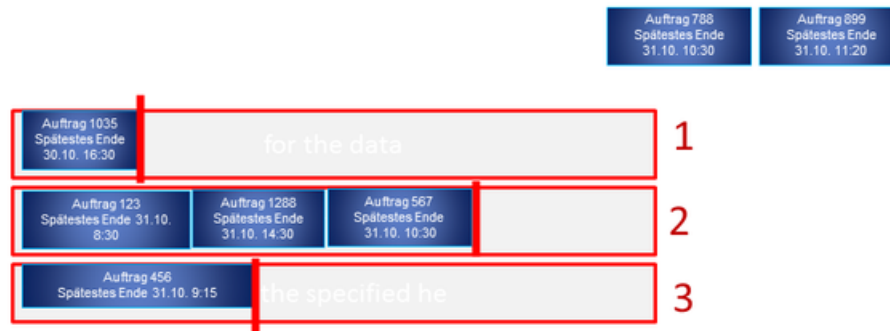 Auftrag 788
Spätestes Ende
31.10. 10:30
Auftrag 899
Spätestes Ende
31.10. 11:20
Auftrag 1035
Spätestes Ende
30.10. 16:30
for the data
1
Auftrag 123
Spätestes Ende 31.10.
8:30
Auftrag 1288
Spätestes Ende
31.10. 14:30
Auftrag 567
Spätestes Ende
31.10. 10:30
2
Auftrag 456
Spätestes Ende 31.10. 9:15
the specified he
3